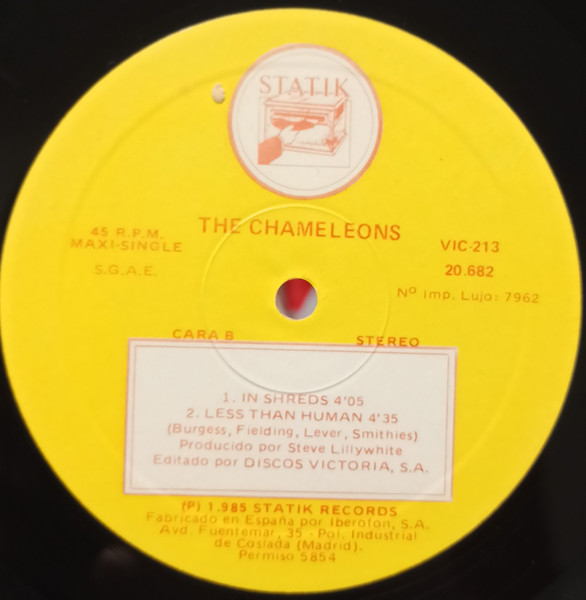 STATIK
THE CHAMELEONS
45 R.P.M.
MAXI-SINGLE
S.G.A.E.
VIC-213
20.682
Nº Imp. Lujo: 7962
CARA B
STEREO
1. IN SHREDS 4'05
2. LESS THAN HUMAN 4'35
(Burgess, Fielding, Lever, Smithies)
Producido por Steve Lillywhite
Editado por DISCOS VICTORIA, S.A.
(P) 1.985 STATIK RECORDS
Fabricado en España por Iberofon, S.A.
Avd. Fuentemar, 35 - Pol. Industrial
de Coslada (Madrid).
Permiso 5854